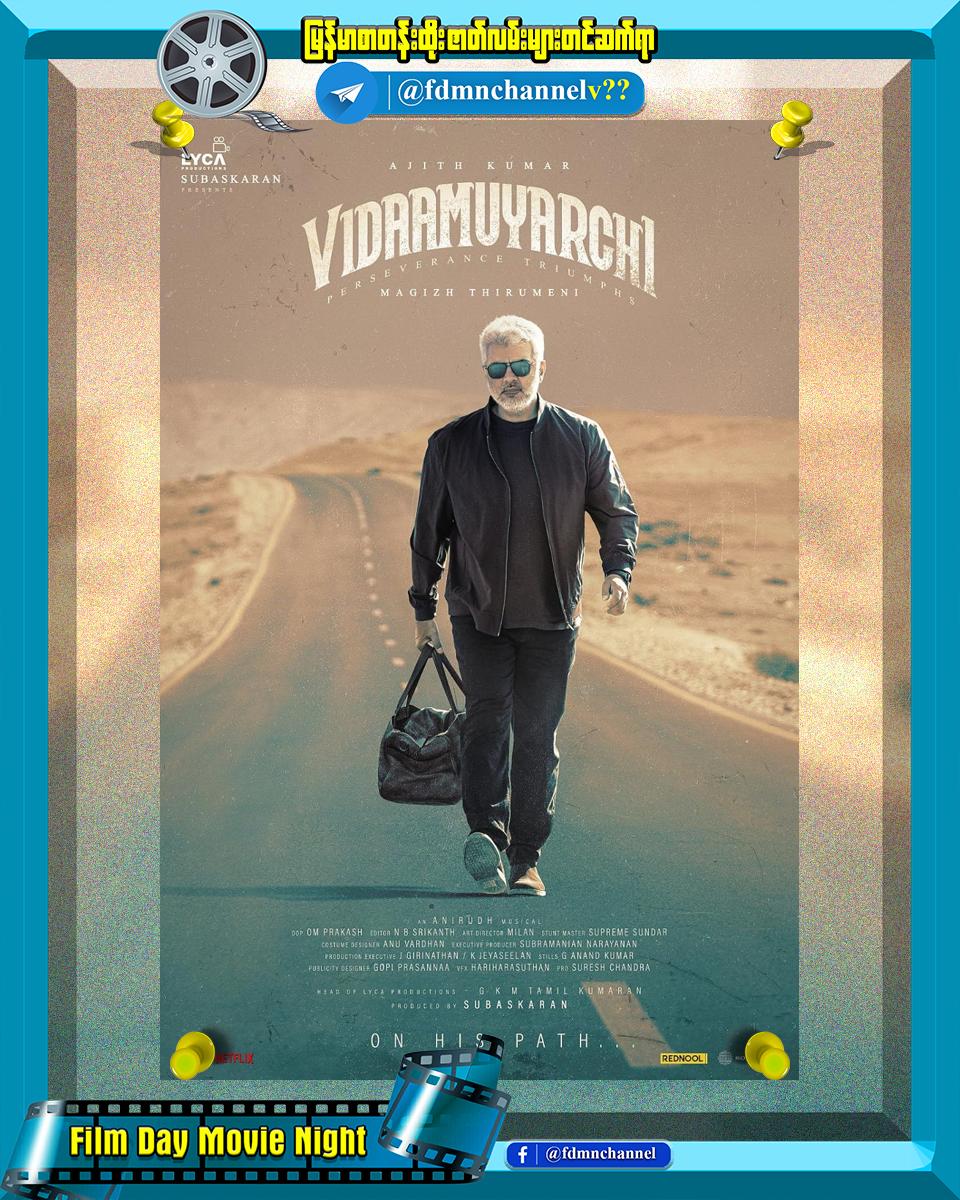 မြန်မာစာတန်းထိုးဇာတ်လမ်းများတင်ဆက်ရာ
@fdmnchannelv??
LYCA
PRODUCTIONS
SUBASKARAN
PRESENTS
AJITH KUMAR
VIDAAMUYARCHI
PERSEVERANCE TRIUMPHS
MAGIZH THIRUMENI
AN ANIRUDH MUSICAL
DOP OM PRAKASH EDITOR N B SRIKANTH ART DIRECTOR MILAN STUNT MASTER SUPREME SUNDAR
COSTUME DESIGNER ANU VARDHAN EXECUTIVE PRODUCER SUBRAMANIAN NARAYANAN
PRODUCTION EXECUTIVE J GIRINATHAN / K JEYASEELAN STILLS G ANAND KUMAR
PUBLICITY DESIGNER GOPI PRASANNAA VFX HARIHARASUTHAN PRO SURESH CHANDRA
HEAD OF LYCA PRODUCTIONS - G K M TAMIL KUMARAN
PRODUCED BY SUBASKARAN
ON HIS PATH...
NETFLIX
REDNOOL
Film Day Movie Night
@fdmnchannel